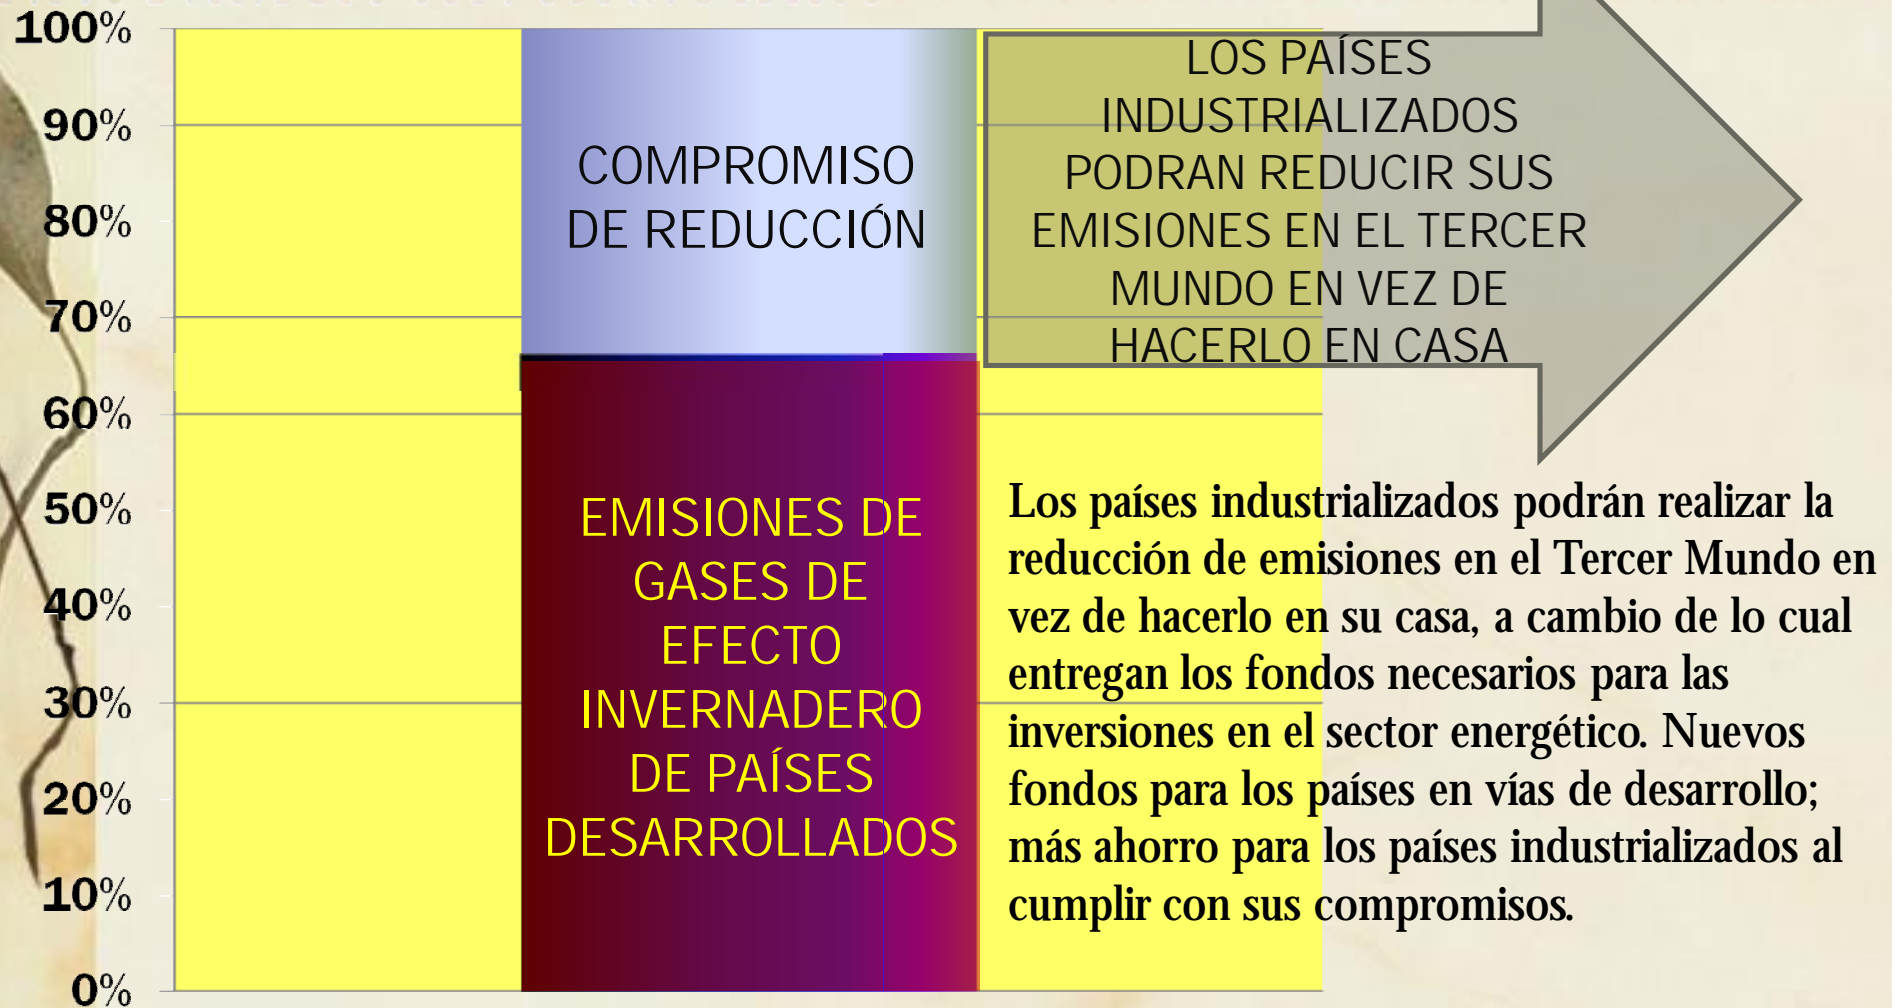 100%
90%
80%
70%
60%
50%
40%
30%
20%
10%
0%
COMPROMISO
DE REDUCCIÓN
EMISIONES DE
GASES DE
EFECTO
INVERNADERO
DE PAÍSES
DESARROLLADOS
LOS PAÍSES
INDUSTRIALIZADOS
PODRAN REDUCIR SUS
EMISIONES EN EL TERCER
MUNDO EN VEZ DE
HACERLO EN CASA
Los países industrializados podrán realizar la
reducción de emisiones en el Tercer Mundo en
vez de hacerlo en su casa, a cambio de lo cual
entregan los fondos necesarios para las
inversiones en el sector energético. Nuevos
fondos para los países en vías de desarrollo;
más ahorro para los países industrializados al
cumplir con sus compromisos.